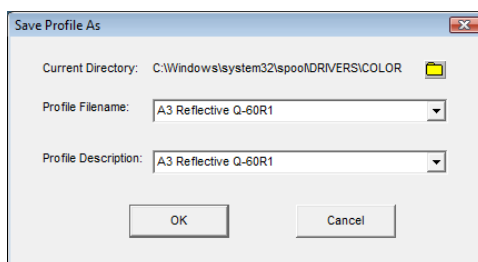 Save Profile As
Current Directory: C:\Windows\system32\spool\DRIVERS\COLOR
Profile Filename: A3 Reflective Q-60R1
Profile Description: A3 Reflective Q-60R1
OK Cancel